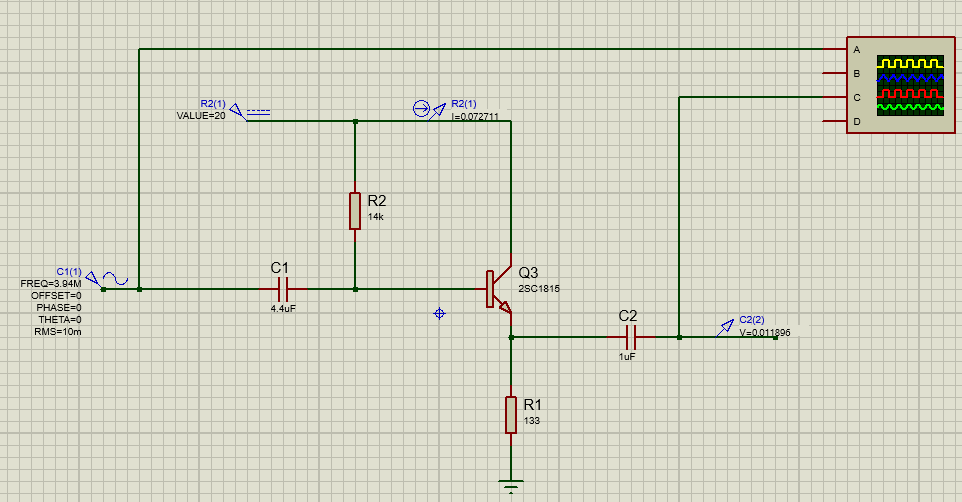 A
B
C
D
R2(1)
VALUE=20
R2(1)
I=0.072711
R2
14k
C1(1)
FREQ=3.94M
OFFSET=0
PHASE=0
THETA=0
RMS=10m
C1
4.4uF
Q3
2SC1815
C2
1uF
C2(2)
V=0.011896
R1
133